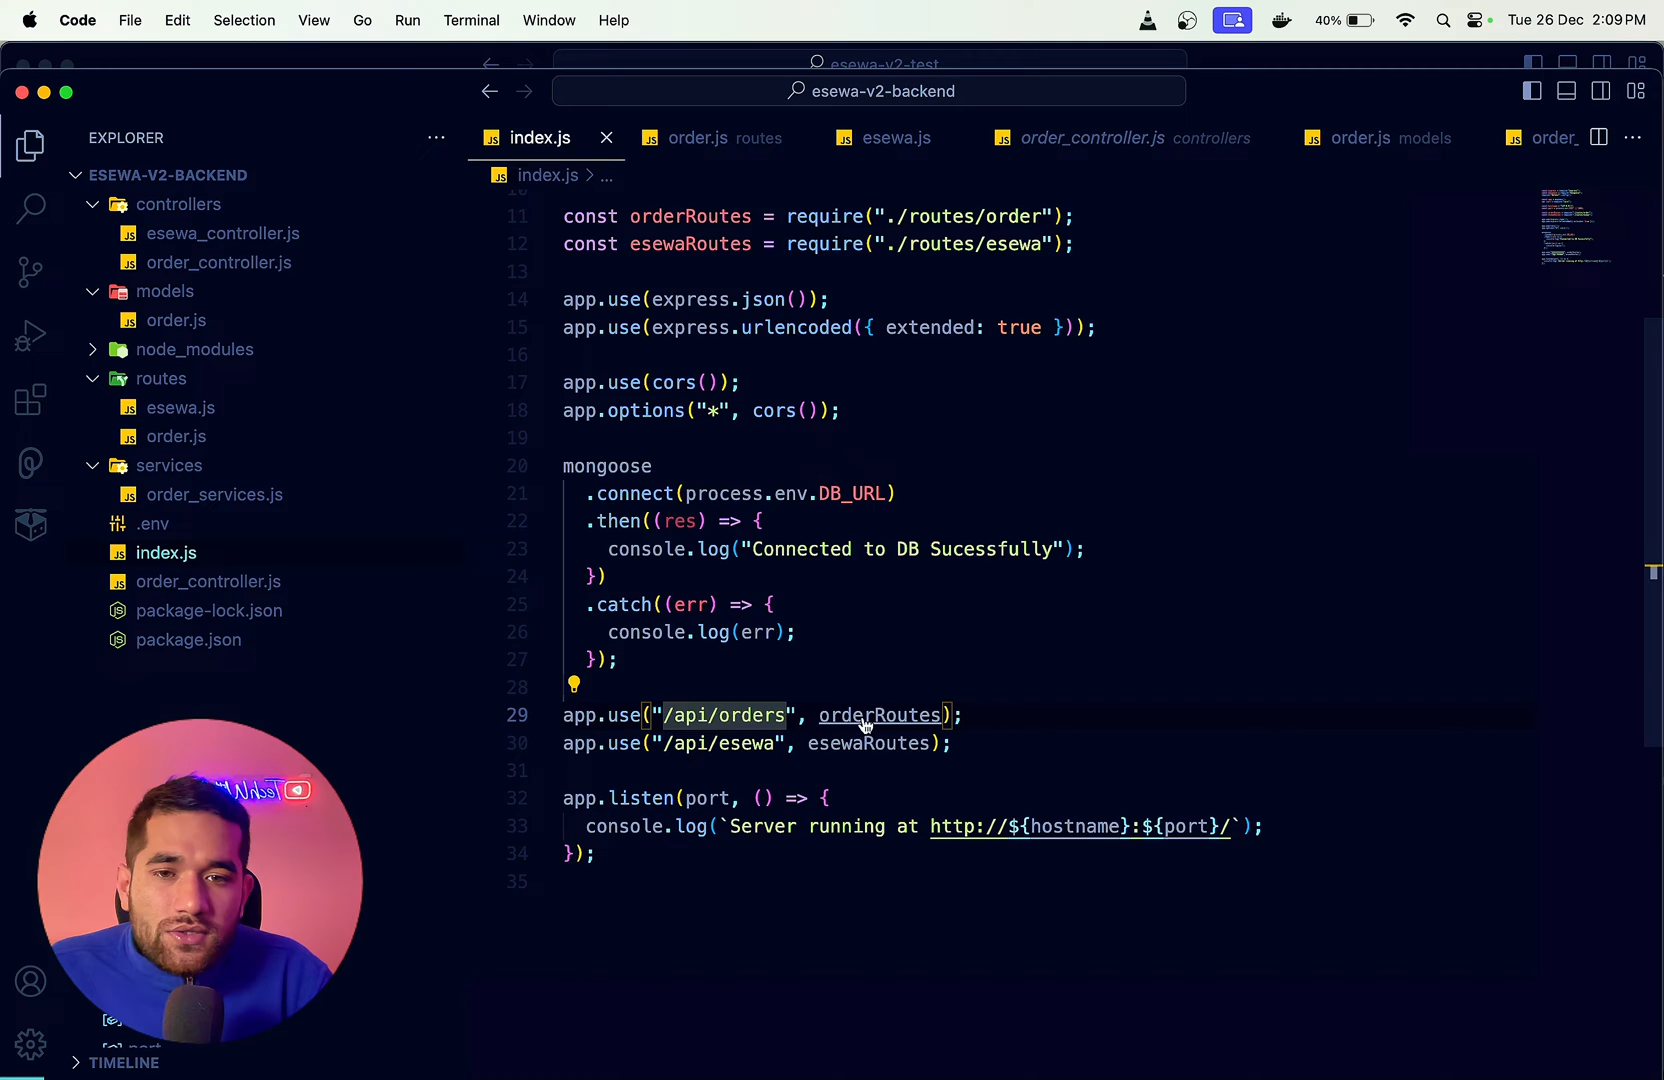 Code File Edit Selection View Go Run Terminal Window Help 40% Tue 26 Dec 2:09 PM
esewa-v2-test
esewa-v2-backend
EXPLORER
index.js order.js routes esewa.js order_controller.js controllers order.js models order_
index.js > ...
ESEWA-V2-BACKEND
controllers
esewa_controller.js
order_controller.js
models
order.js
node_modules
routes
esewa.js
order.js
services
order_services.js
.env
index.js
order_controller.js
package-lock.json
package.json
TIMELINE
10
11 const orderRoutes = require("./routes/order");
12 const esewaRoutes = require("./routes/esewa");
13
14 app.use(express.json());
15 app.use(express.urlencoded({ extended: true }));
16
17 app.use(cors());
18 app.options("*", cors());
19
20 mongoose
21 .connect(process.env.DB_URL)
22 .then((res) => {
23 console.log("Connected to DB Sucessfully");
24 })
25 .catch((err) => {
26 console.log(err);
27 });
28
29 app.use("/api/orders", orderRoutes);
30 app.use("/api/esewa", esewaRoutes);
31
32 app.listen(port, () => {
33 console.log(`Server running at http://${hostname}:${port}/`);
34 });
35